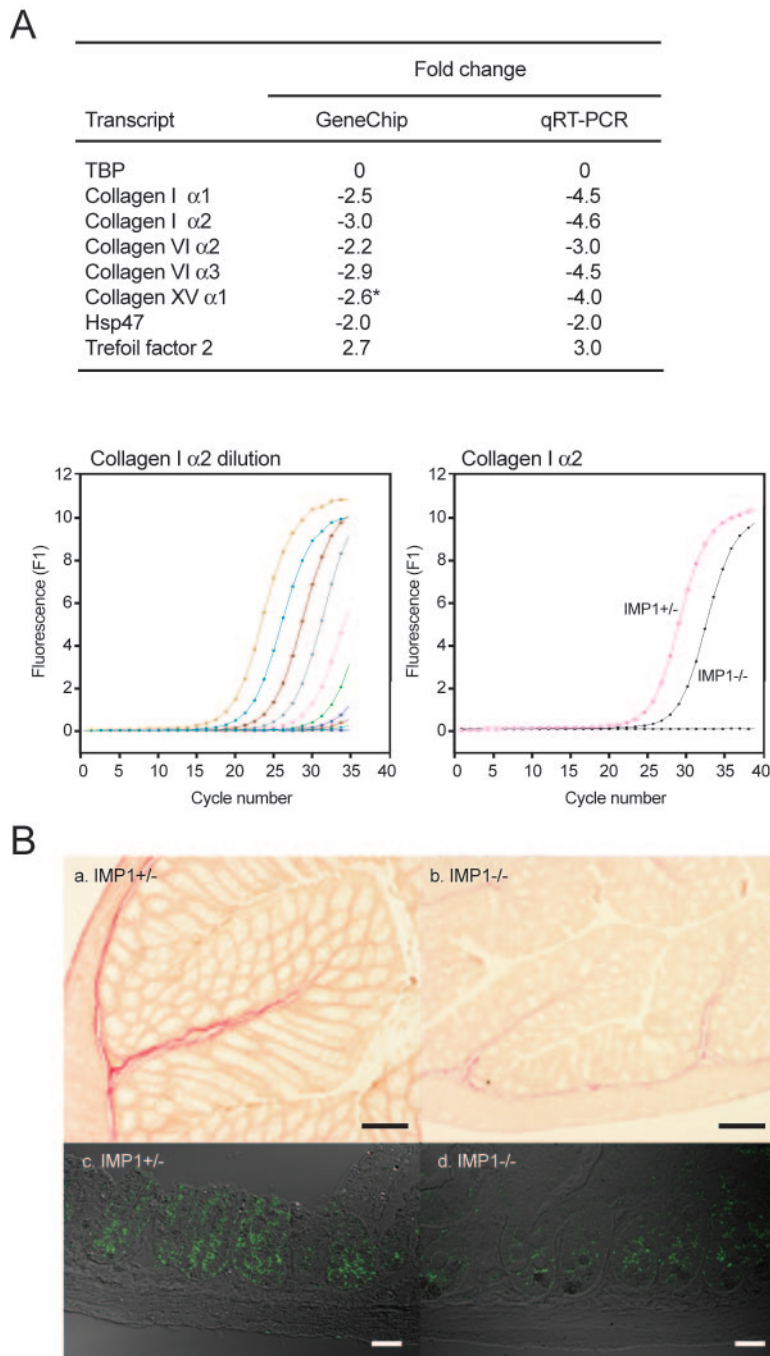 A
Fold change
Transcript GeneChip qRT-PCR
TBP 0 0
Collagen I α1 -2.5 -4.5
Collagen I α2 -3.0 -4.6
Collagen VI α2 -2.2 -3.0
Collagen VI α3 -2.9 -4.5
Collagen XV α1 -2.6* -4.0
Hsp47 -2.0 -2.0
Trefoil factor 2 2.7 3.0
Collagen I α2 dilution
12
10
8
6
4
2
0
Fluorescence (F1)
0 5 10 15 20 25 30 35 40
Cycle number
Collagen I α2
12
10
8
6
4
2
0
Fluorescence (F1)
IMP1+/-
IMP1-/-
0 5 10 15 20 25 30 35 40
Cycle number
B
a. IMP1+/-
b. IMP1-/-
c. IMP1+/-
d. IMP1-/-